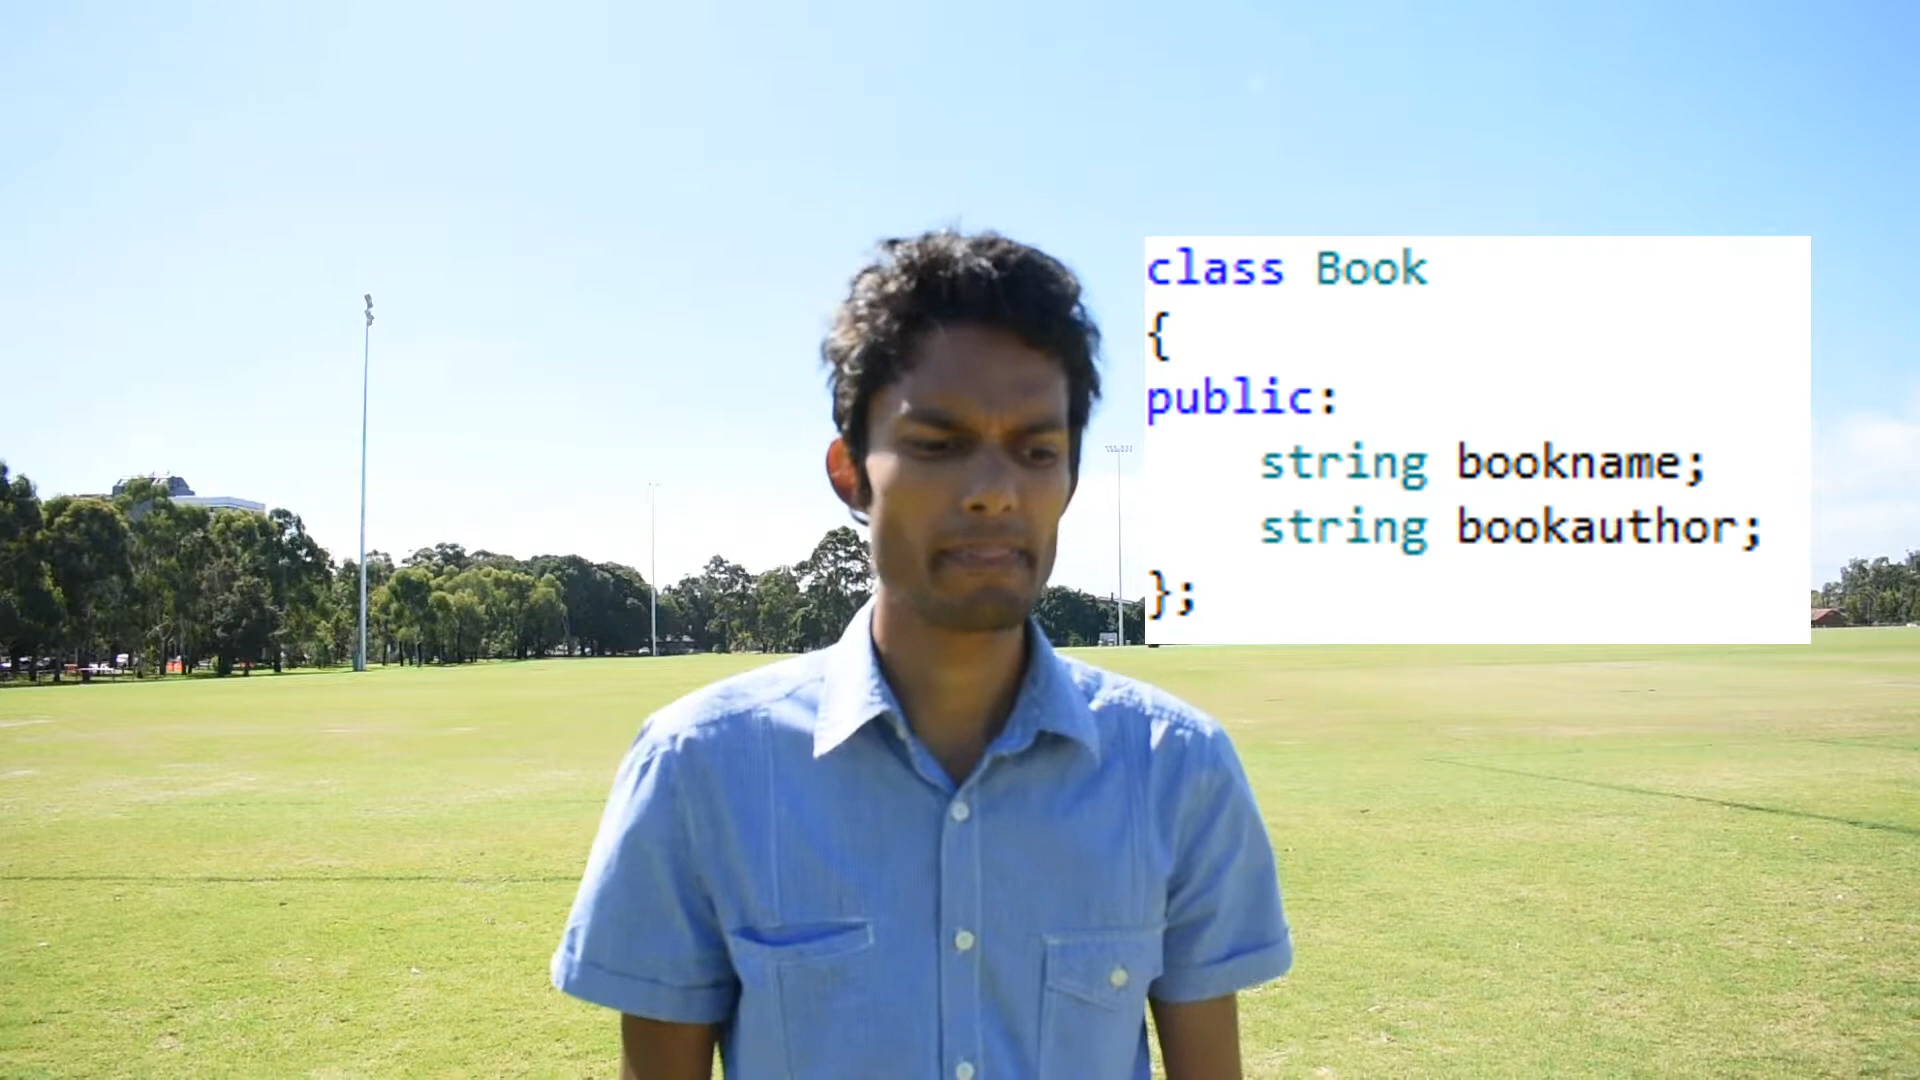 class Book
{
public:
    string bookname;
    string bookauthor;
};